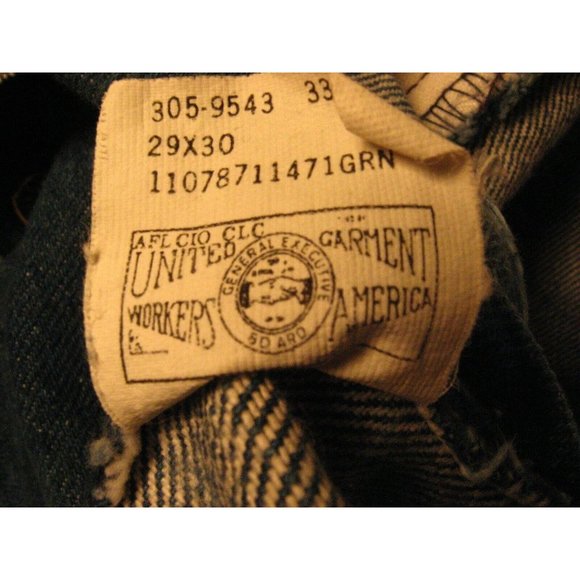 305-9543 33
29X30
11078711471GRN
AFL CIO CLC
UNITED GARMENT
WORKERS AMERICA
GENERAL EXECUTIVE
BOARD